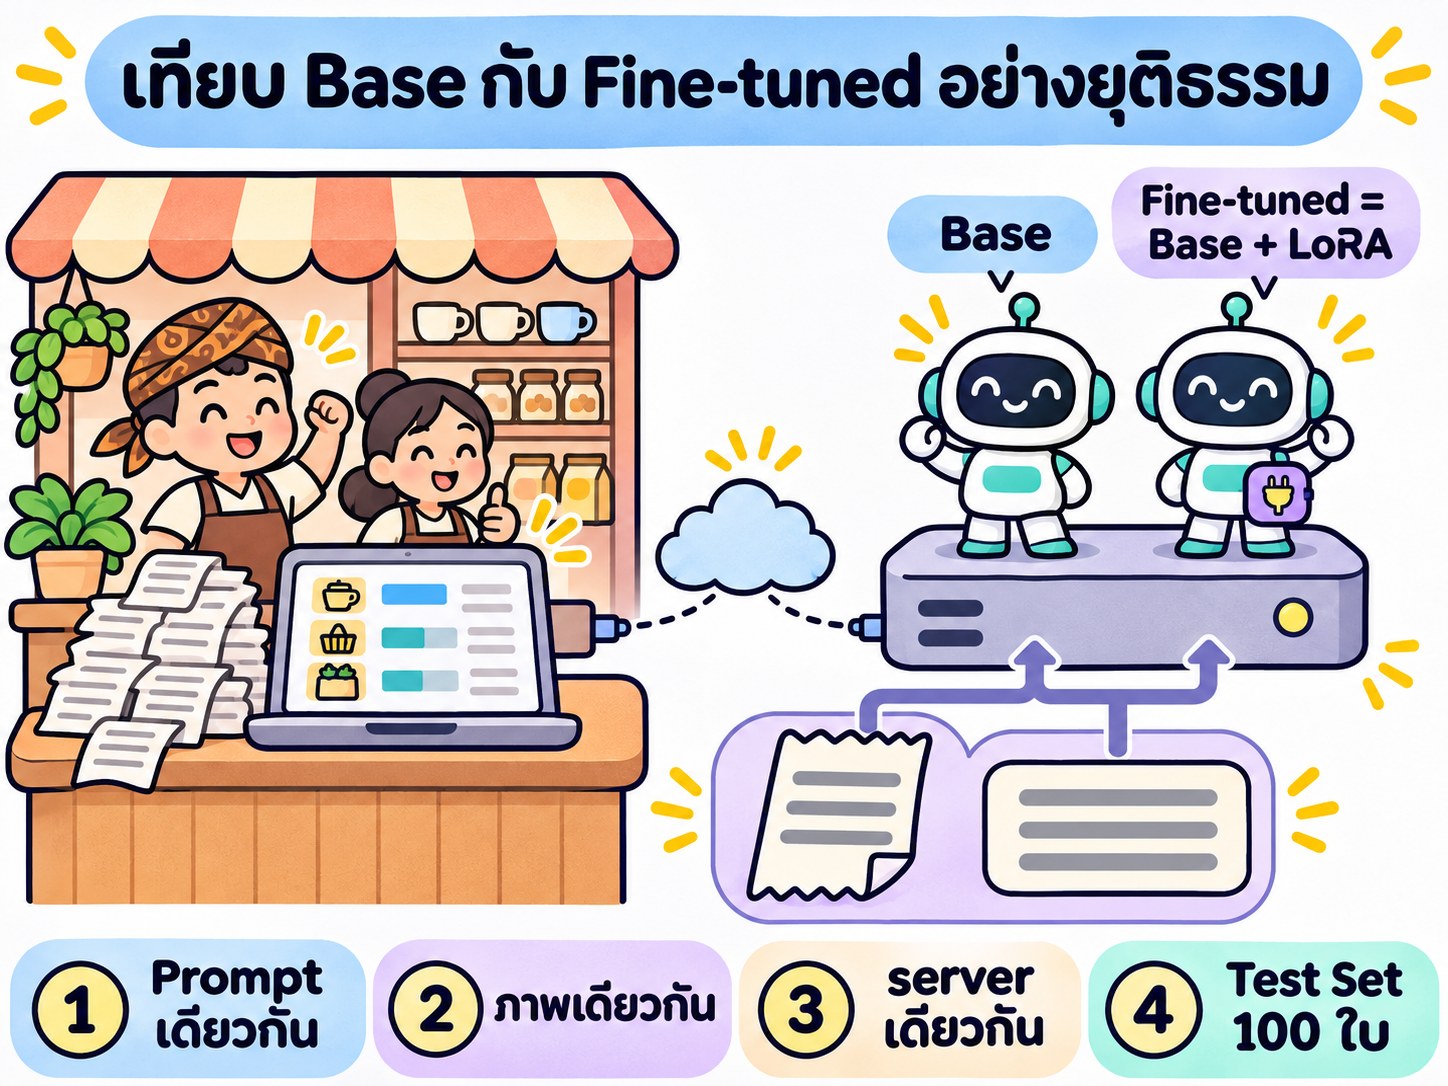 เทียบ Base กับ Fine-tuned อย่างยุติธรรม
Base
Fine-tuned =
Base + LoRA
1
Prompt
เดียวกัน
2
ภาพเดียวกัน
3
server
เดียวกัน
4
Test Set
100 ใบ